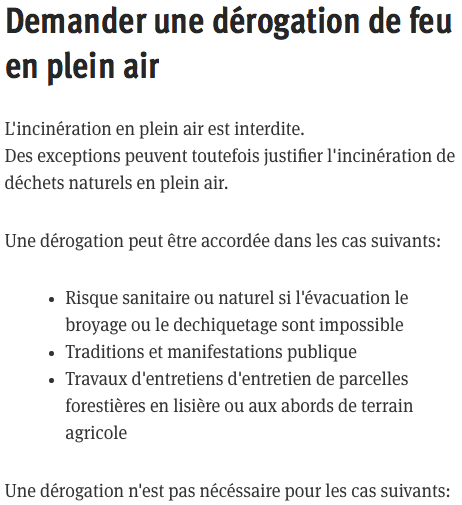 Demander une dérogation de feu
en plein air
L'incinération en plein air est interdite.
Des exceptions peuvent toutefois justifier l'incinération de
déchets naturels en plein air.
Une dérogation peut être accordée dans les cas suivants:
• Risque sanitaire ou naturel si l'évacuation le
broyage ou le dechiquetage sont impossible
• Traditions et manifestations publique
• Travaux d'entretiens d'entretien de parcelles
forestières en lisière ou aux abords de terrain
agricole
Une dérogation n'est pas nécéssaire pour les cas suivants: